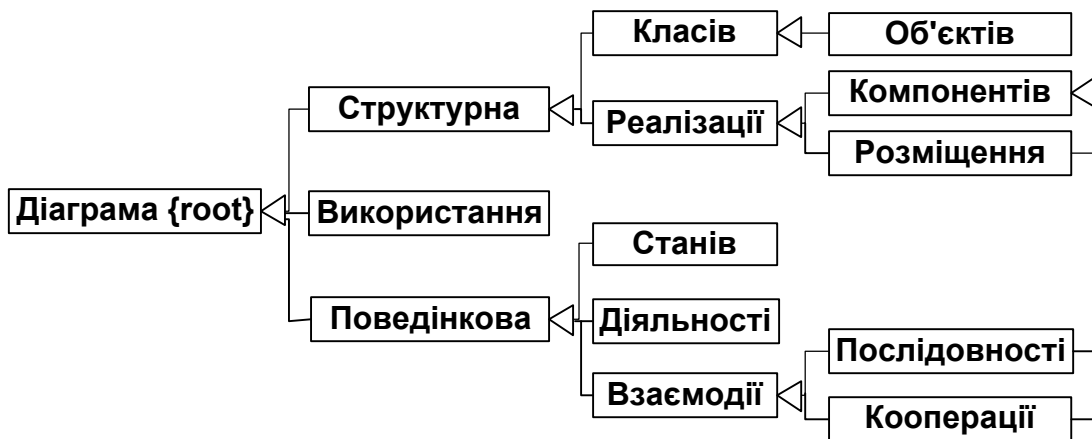 Класів
Об'єктів
Структурна
Реалізації
Компонентів
Розміщення
Діаграма {root}
Використання
Станів
Поведінкова
Діяльності
Взаємодії
Послідовності
Кооперації